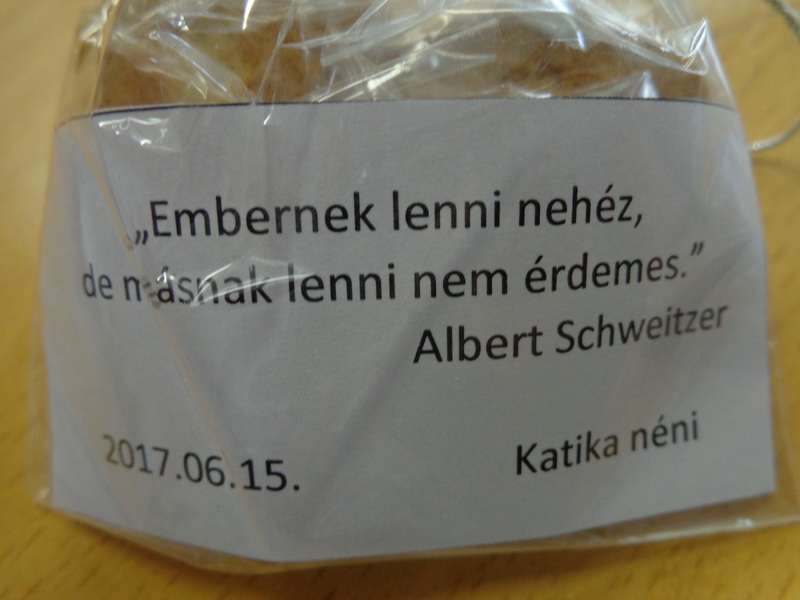 „Embernek lenni nehéz,
de másnak lenni nem érdemes.”
Albert Schweitzer
2017.06.15.
Katika néni